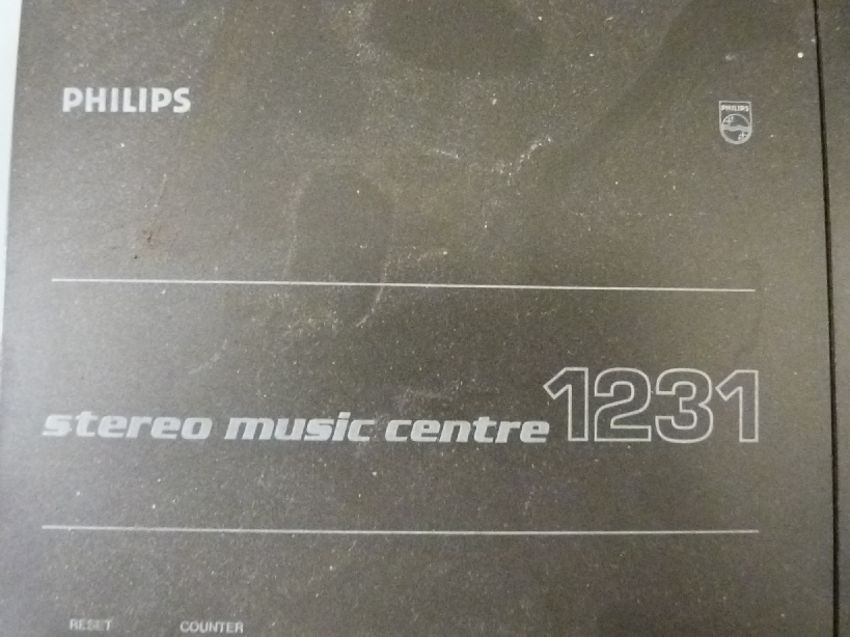 PHILIPS
PHILIPS
stereo music centre 1231
RESET COUNTER